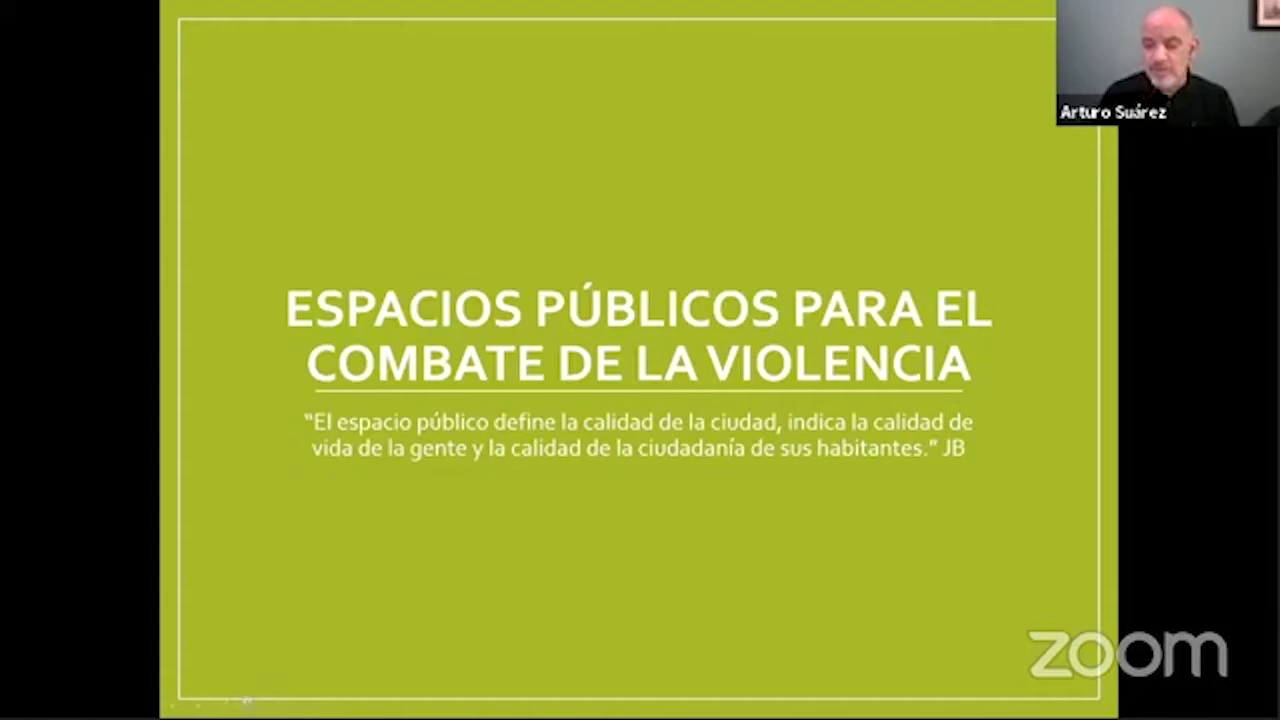 Arturo Suárez
ESPACIOS PÚBLICOS PARA EL
COMBATE DE LA VIOLENCIA
“El espacio público define la calidad de la ciudad, indica la calidad de
vida de la gente y la calidad de la ciudadanía de sus habitantes.” JB
zoom